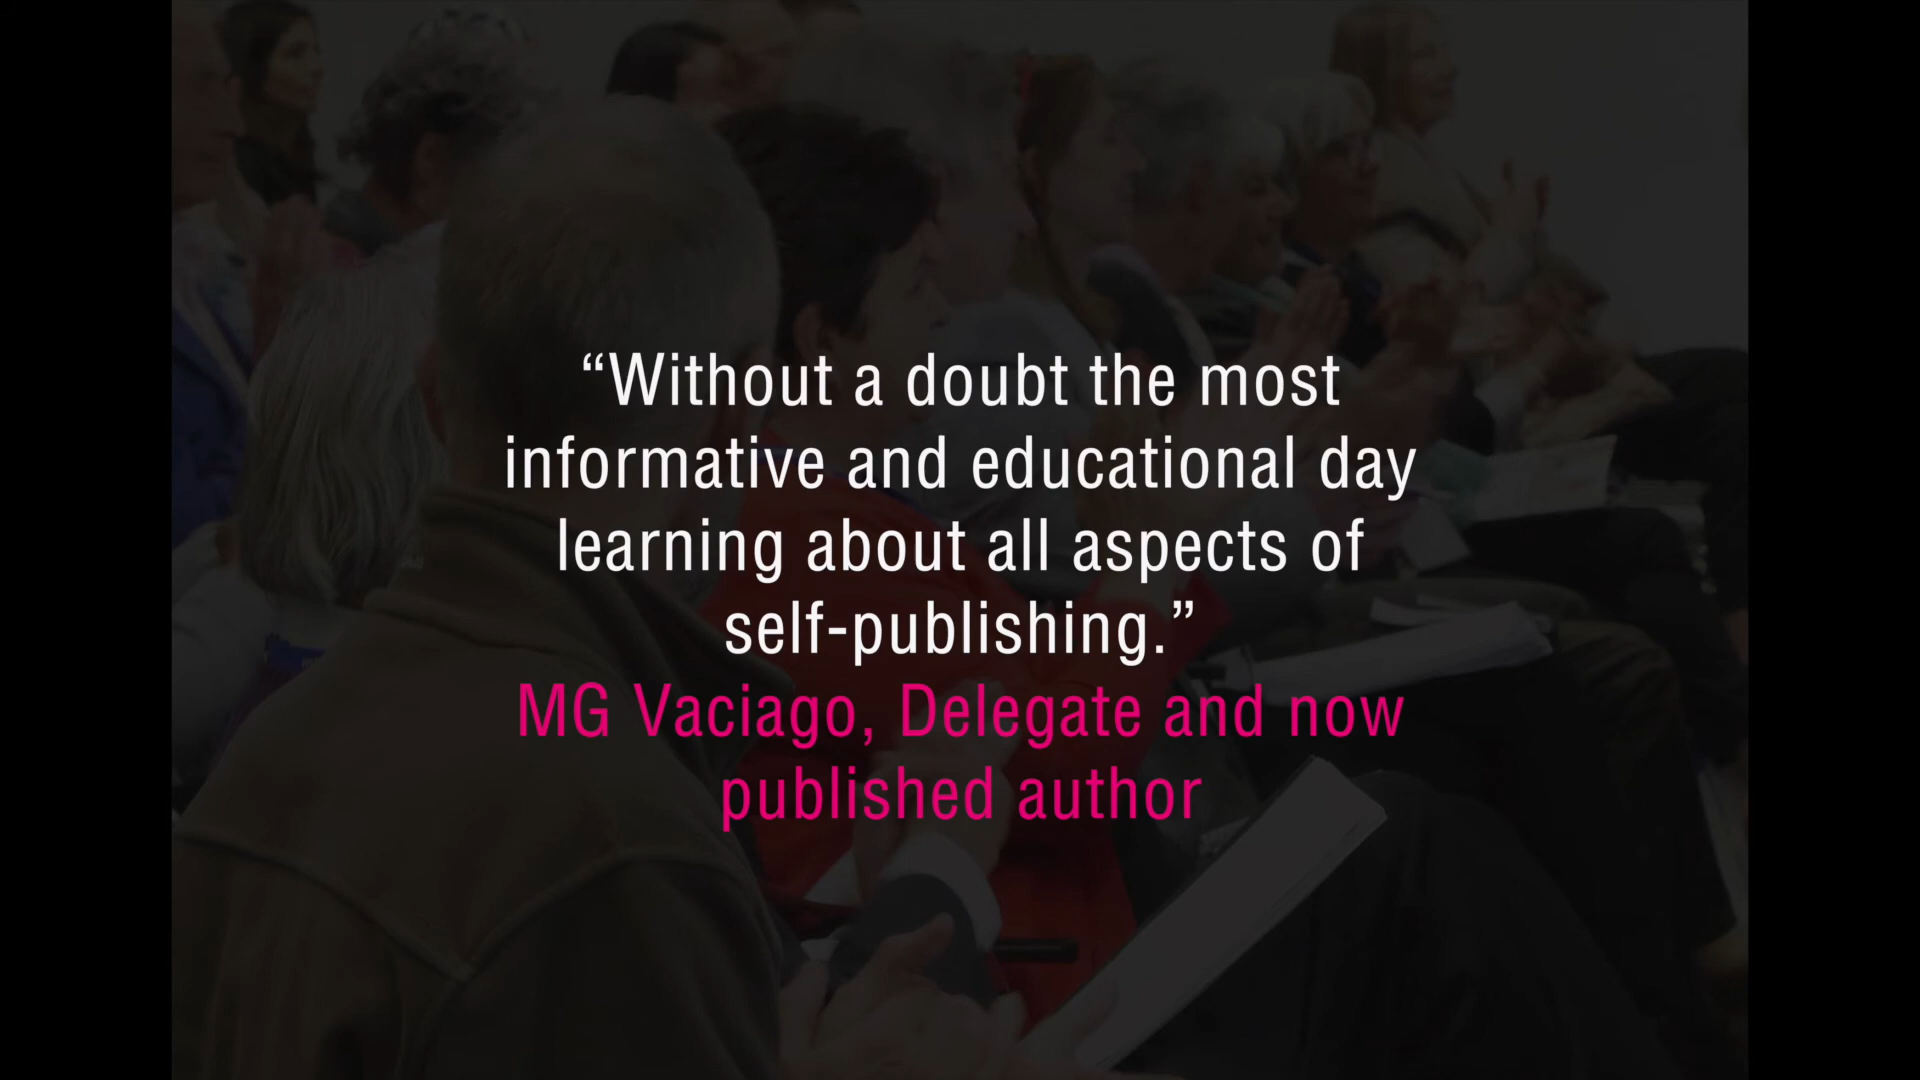 “Without a doubt the most
informative and educational day
learning about all aspects of
self-publishing.”
MG Vaciago, Delegate and now
published author